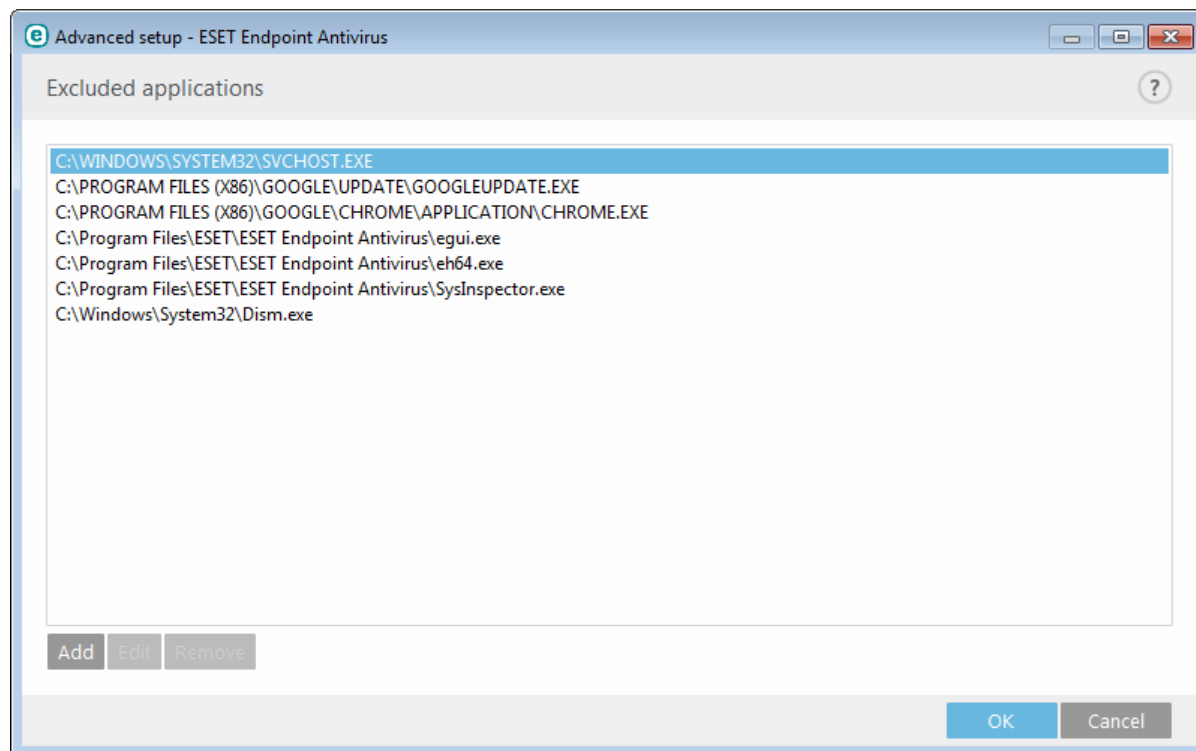 e Advanced setup - ESET Endpoint Antivirus
Excluded applications ?
C:\WINDOWS\SYSTEM32\SVCHOST.EXE
C:\PROGRAM FILES (X86)\GOOGLE\UPDATE\GOOGLEUPDATE.EXE
C:\PROGRAM FILES (X86)\GOOGLE\CHROME\APPLICATION\CHROME.EXE
C:\Program Files\ESET\ESET Endpoint Antivirus\egui.exe
C:\Program Files\ESET\ESET Endpoint Antivirus\eh64.exe
C:\Program Files\ESET\ESET Endpoint Antivirus\SysInspector.exe
C:\Windows\System32\Dism.exe
Add Edit Remove
OK Cancel